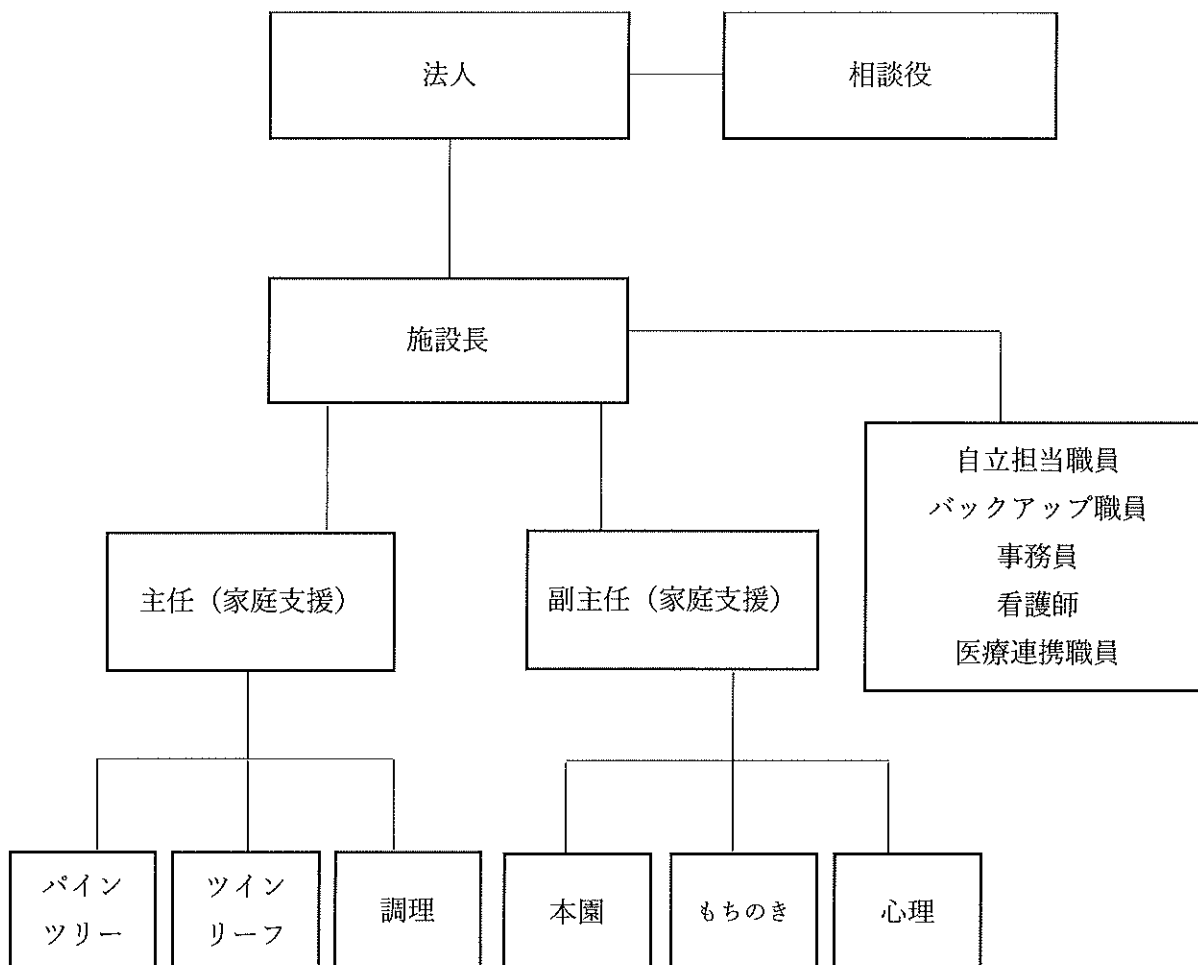 法人
相談役
施設長
自立担当職員
バックアップ職員
事務員
看護師
医療連携職員
主任（家庭支援）
副主任（家庭支援）
パイン
ツリー
ツイン
リーフ
調理
本園
もちのき
心理